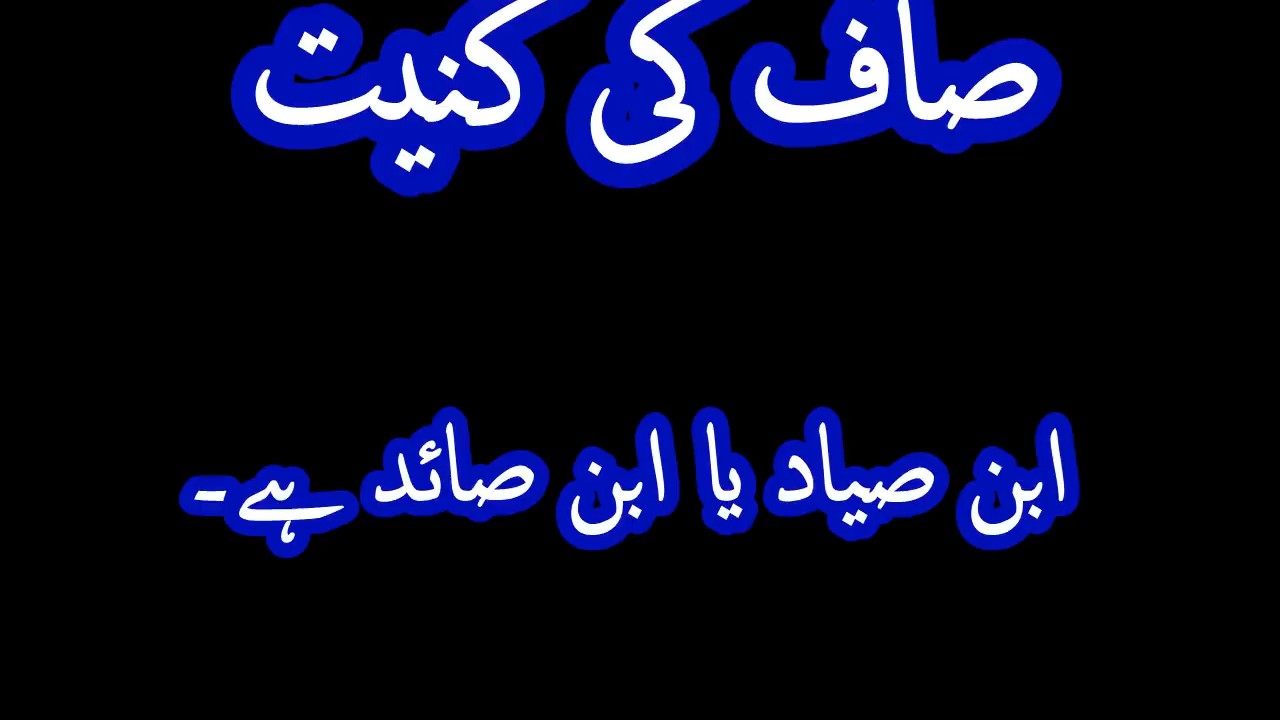 صاف کی کنیت
ابن صیاد یا ابن صائد ہے۔